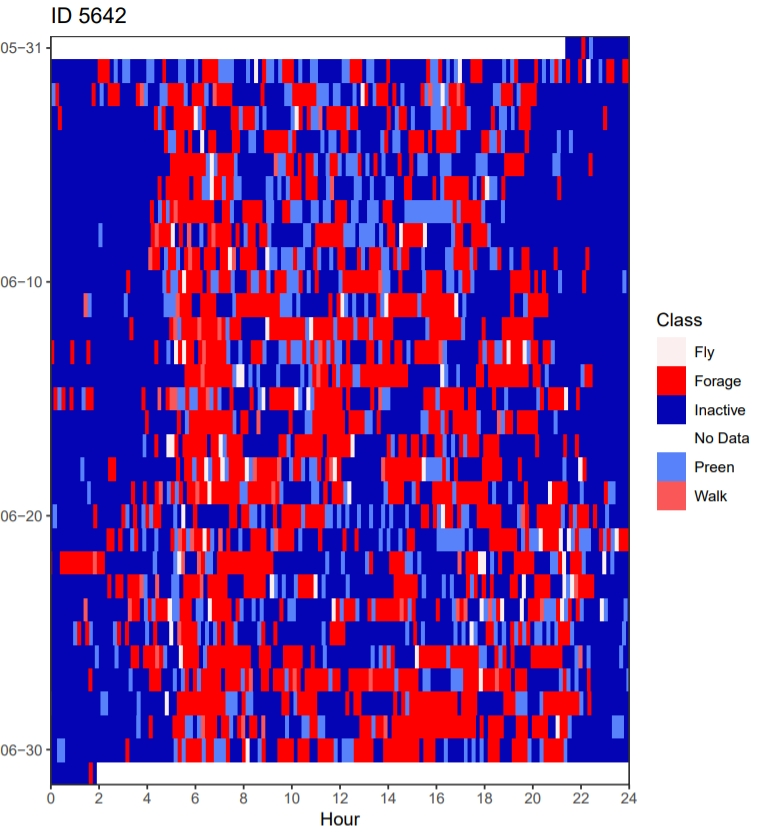 ID 5642
05−31
06−10
06−20
06−30
0 2 4 6 8 10 12 14 16 18 20 22 24
Hour
Class
Fly
Forage
Inactive
No Data
Preen
Walk